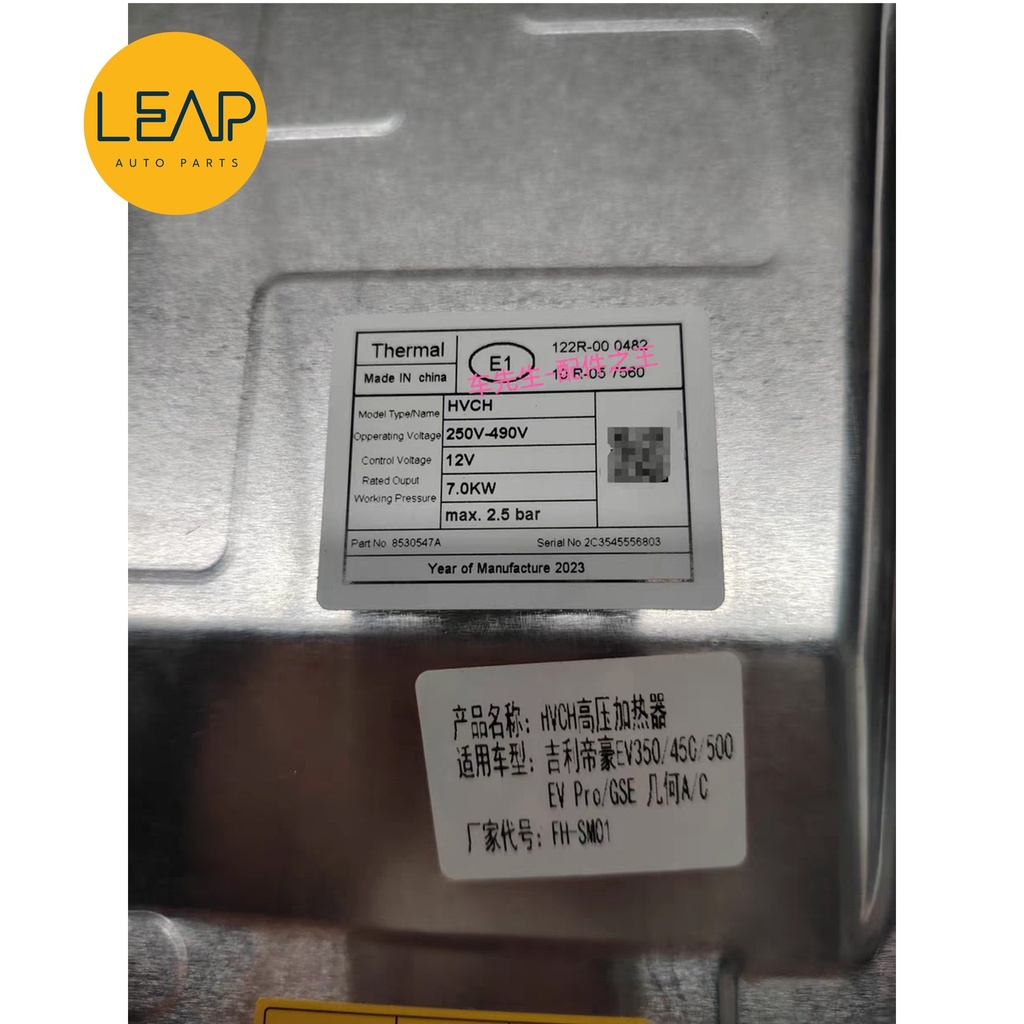 LEAP
AUTO PARTS
Thermal
Made IN china
E1
122R-00 0482
10 R-05 7560
车先生-配件之王
Model Type/Name HVCH
Opperating Voltage 250V-490V
Control Voltage 12V
Rated Ouput 7.0KW
Working Pressure max. 2.5 bar
Part No 8530547A Serial No 2C3545556803
Year of Manufacture 2023
产品名称: HVCH高压加热器
适用车型: 吉利帝豪EV350/450/500
EV Pro/GSE 几何A/C
厂家代号: FH-SM01